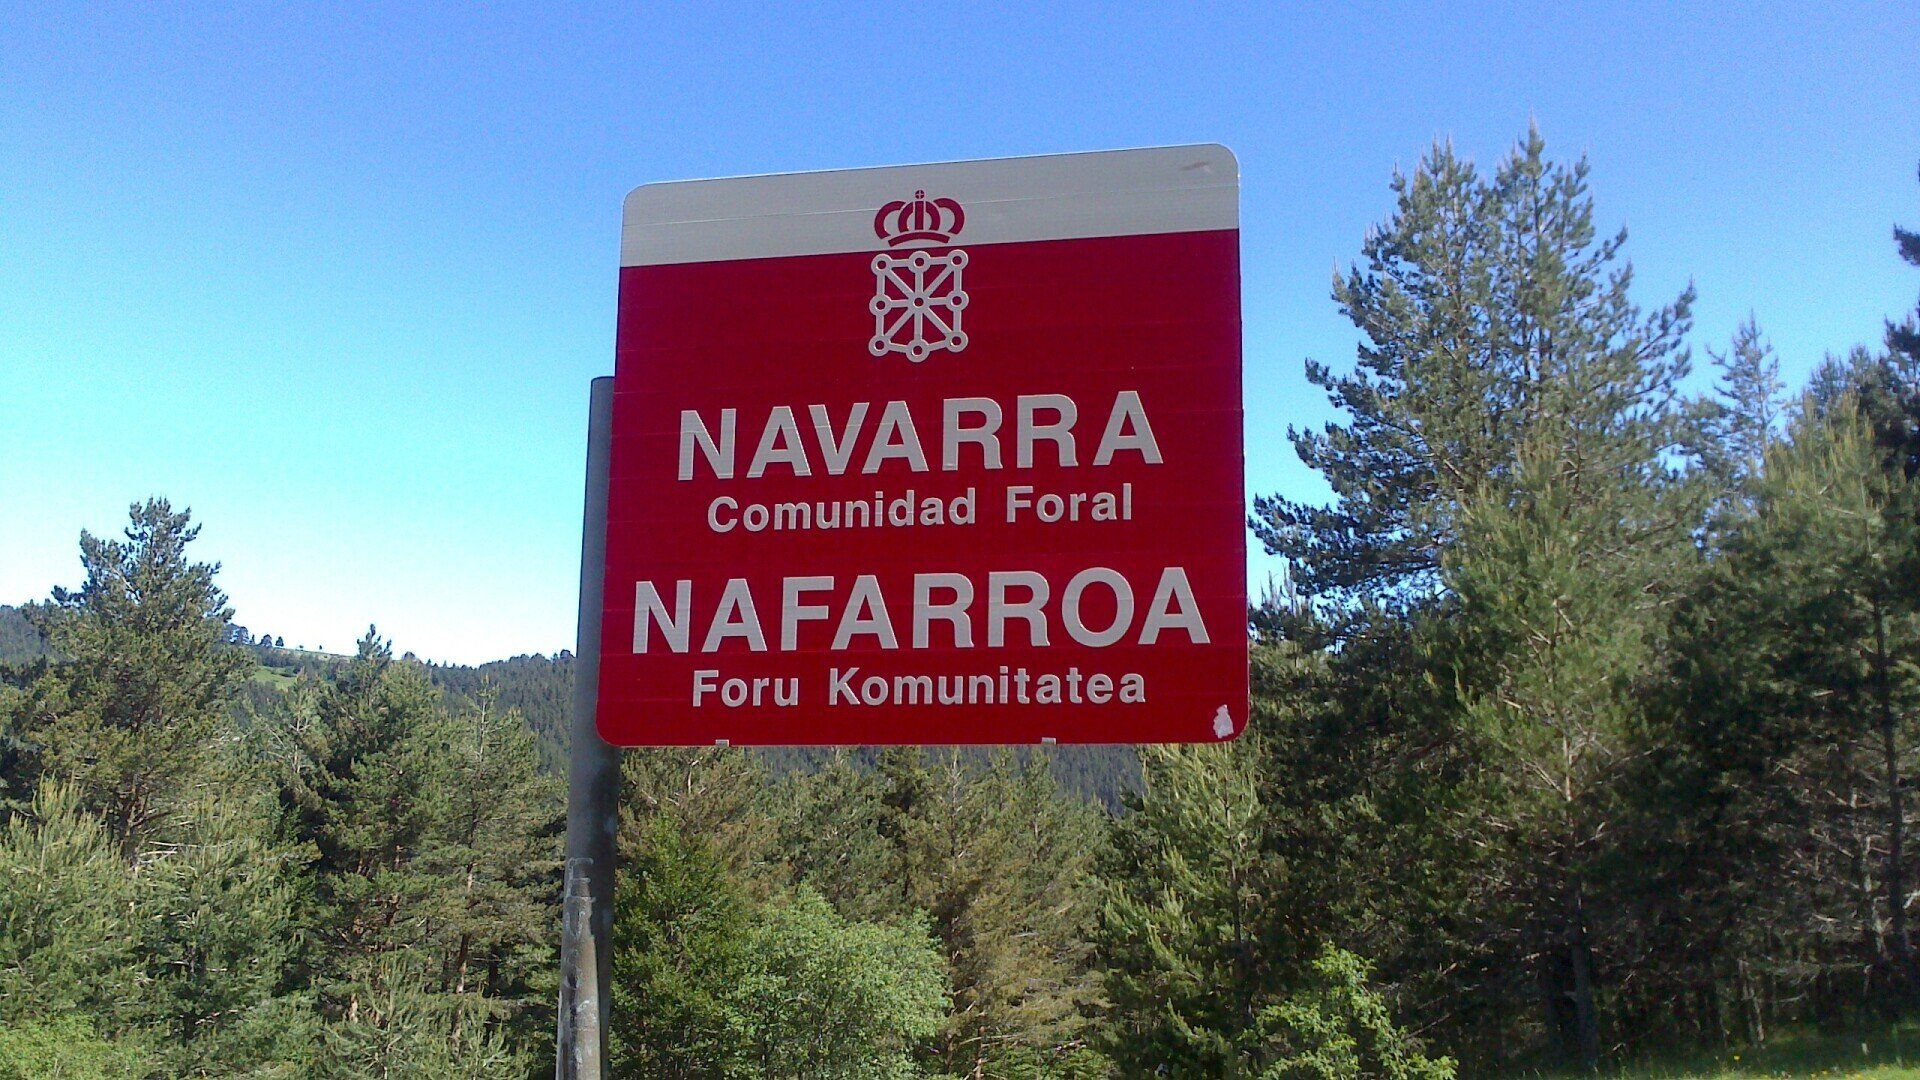 NAVARRA
Comunidad Foral
NAFARROA
Foru Komunitatea